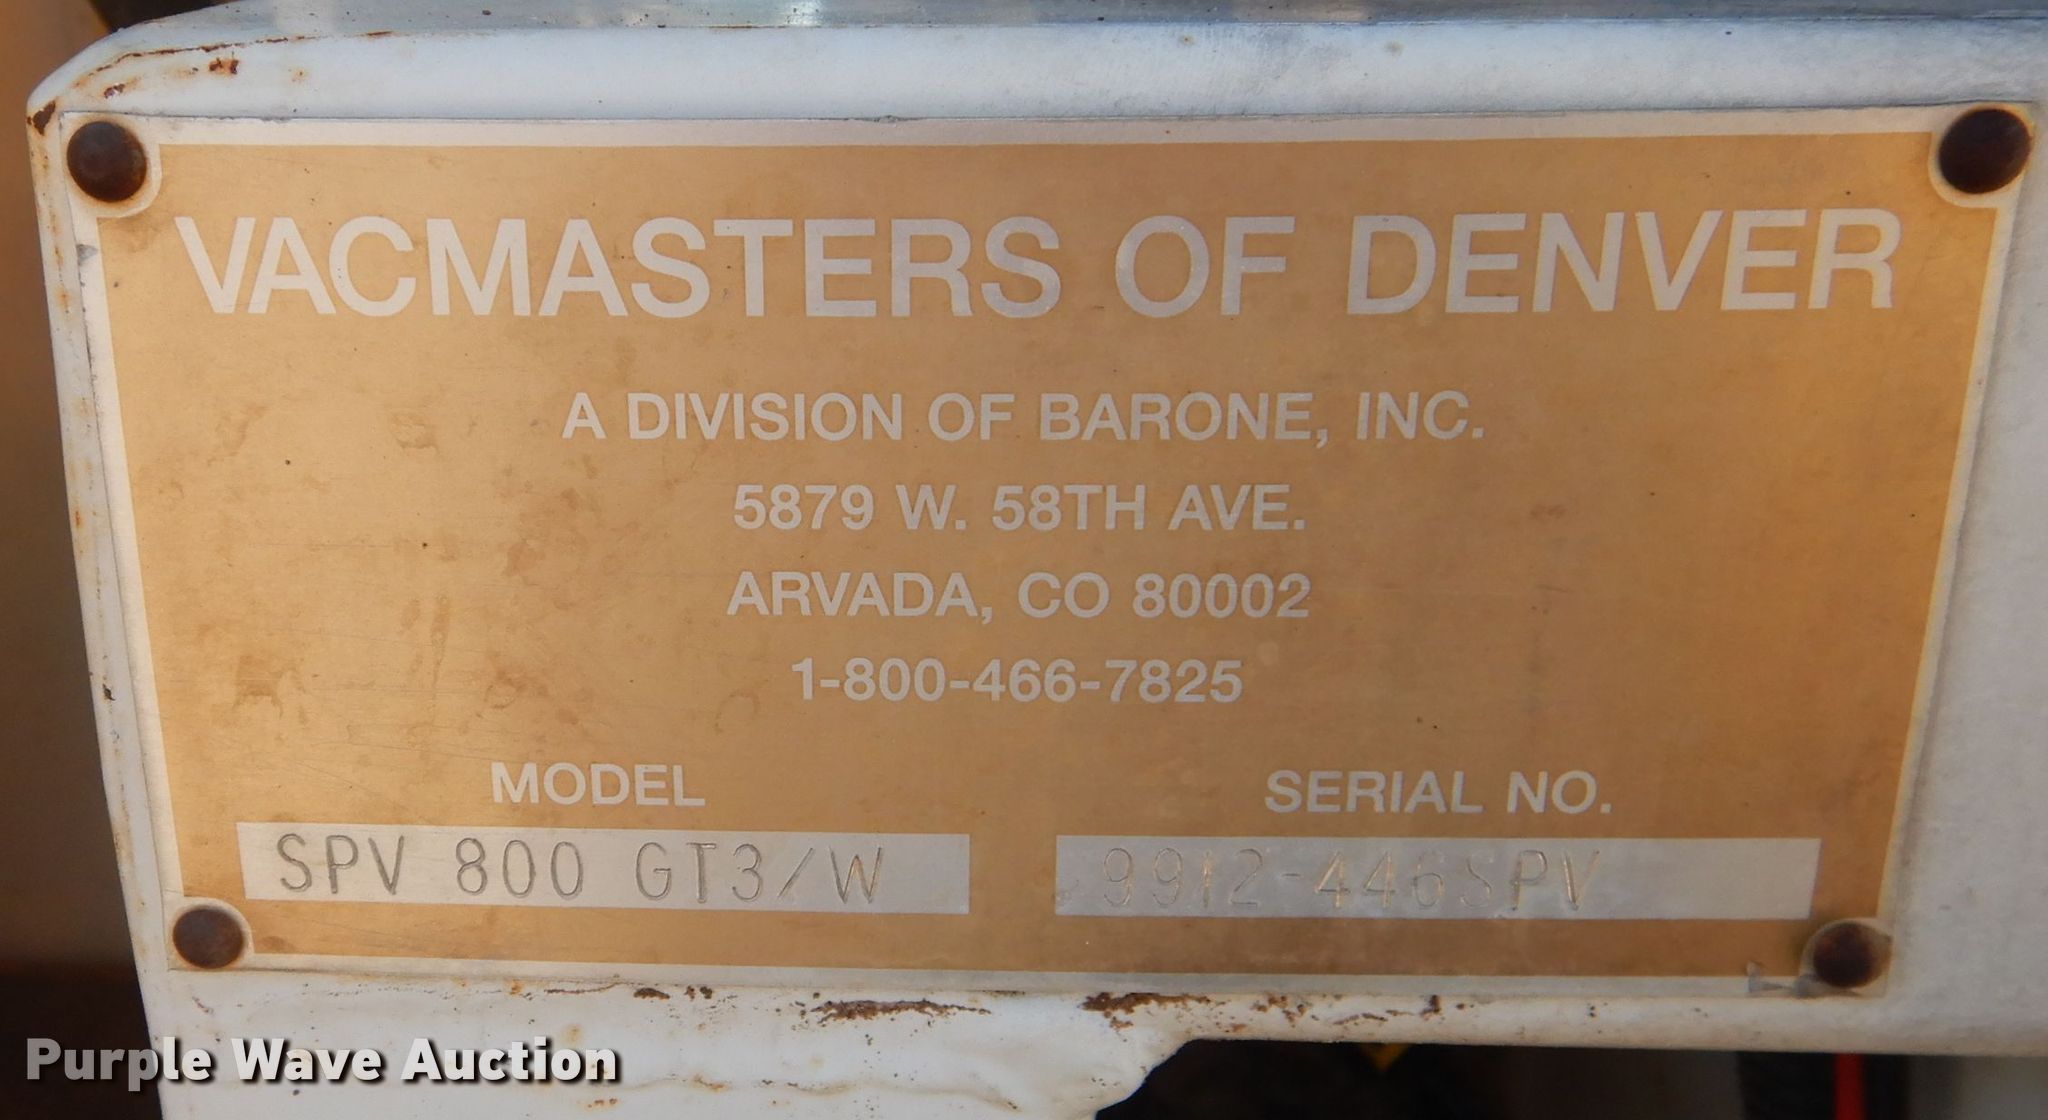 VACMASTERS OF DENVER
A DIVISION OF BARONE, INC.
5879 W. 58TH AVE.
ARVADA, CO 80002
1-800-466-7825
MODEL SERIAL NO.
SPV 800 GT3/W 9912-446SPV
Purple Wave Auction